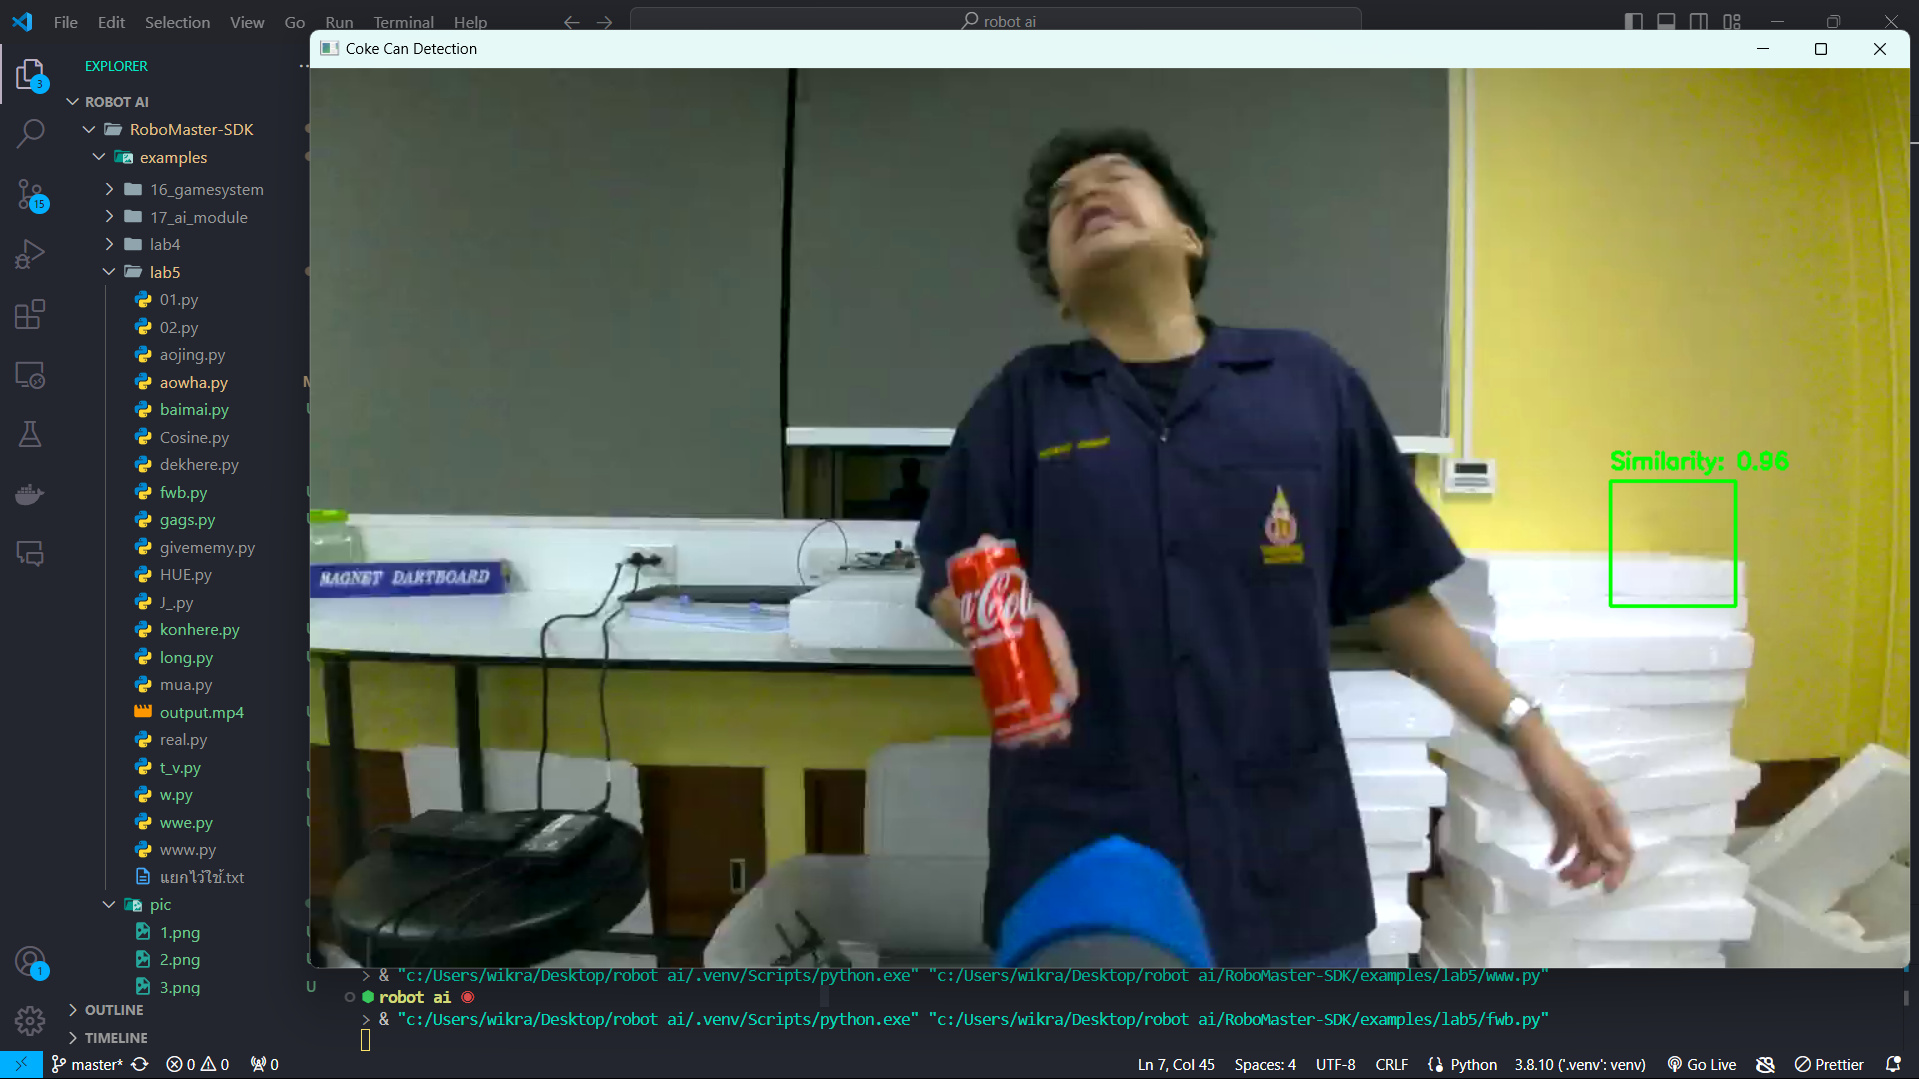 File Edit Selection View Go Run Terminal Help
robot ai
Coke Can Detection
EXPLORER
3
ROBOT AI
RoboMaster-SDK
examples
16_gamesystem
17_ai_module
15
lab4
lab5
01.py
02.py
aojing.py
aowha.py
baimai.py
Cosine.py
dekhere.py
fwb.py
gags.py
givememy.py
HUE.py
J_.py
konhere.py
long.py
mua.py
output.mp4
real.py
t_v.py
w.py
wwe.py
www.py
แยกไว้ใช้.txt
pic
1.png
2.png
3.png
U
OUTLINE
TIMELINE
1
Similarity: 0.96
MAGNET DARTBOARD
a-Col
> & "c:/Users/wikra/Desktop/robot ai/.venv/Scripts/python.exe" "c:/Users/wikra/Desktop/robot ai/RoboMaster-SDK/examples/lab5/www.py"
robot ai
> & "c:/Users/wikra/Desktop/robot ai/.venv/Scripts/python.exe" "c:/Users/wikra/Desktop/robot ai/RoboMaster-SDK/examples/lab5/fwb.py"
master* 0 0 0 Ln 7, Col 45 Spaces: 4 UTF-8 CRLF Python 3.8.10 ('.venv': venv) Go Live Prettier